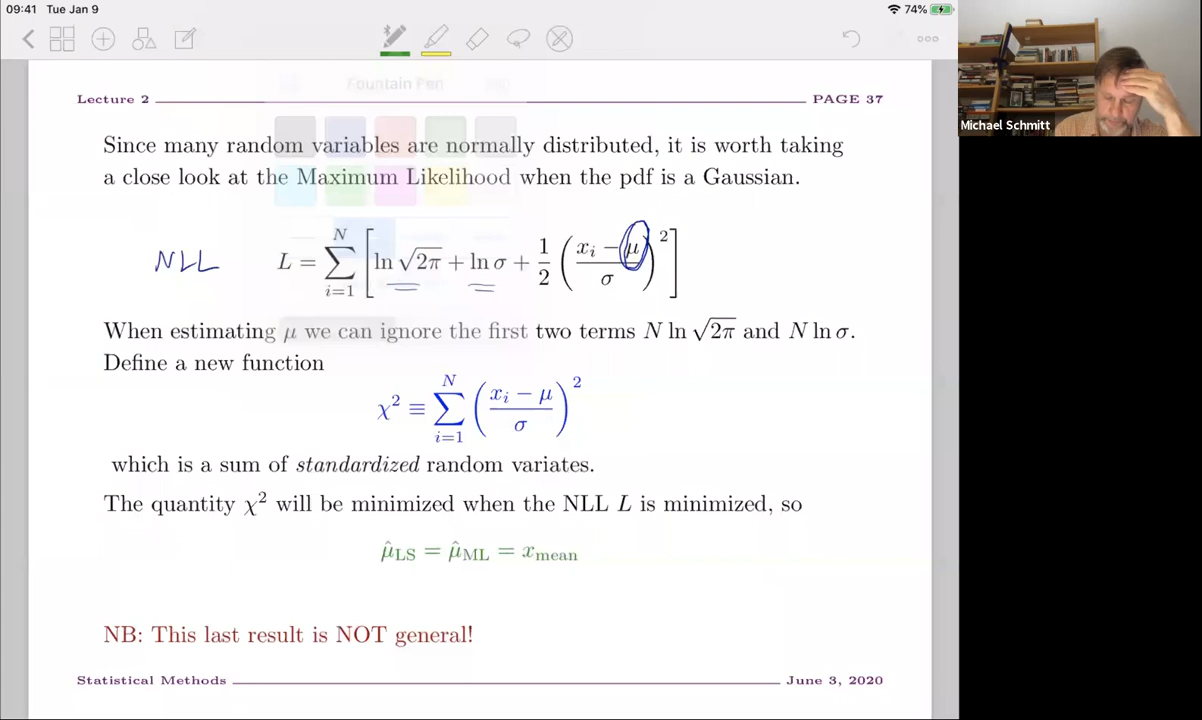 09:41 Tue Jan 9
74%
Fountain Pen
Michael Schmitt
Lecture 2 PAGE 37
Since many random variables are normally distributed, it is worth taking
a close look at the Maximum Likelihood when the pdf is a Gaussian.
NLL L = ∑_{i=1}^{N} [ ln √2π + ln σ + 1/2 ( (x_i − μ)/σ )² ]
When estimating μ we can ignore the first two terms N ln √2π and N ln σ.
Define a new function
χ² ≡ ∑_{i=1}^{N} ( (x_i − μ)/σ )²
which is a sum of standardized random variates.
The quantity χ² will be minimized when the NLL L is minimized, so
μ̂_LS = μ̂_ML = x_mean
NB: This last result is NOT general!
Statistical Methods June 3, 2020